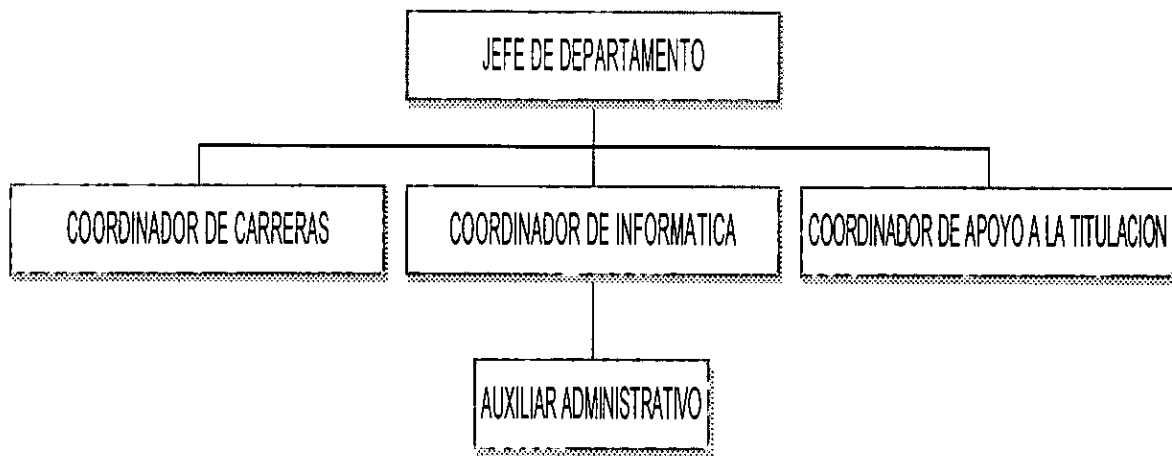 JEFE DE DEPARTAMENTO
COORDINADOR DE CARRERAS
COORDINADOR DE INFORMATICA
COORDINADOR DE APOYO A LA TITULACION
AUXILIAR ADMINISTRATIVO